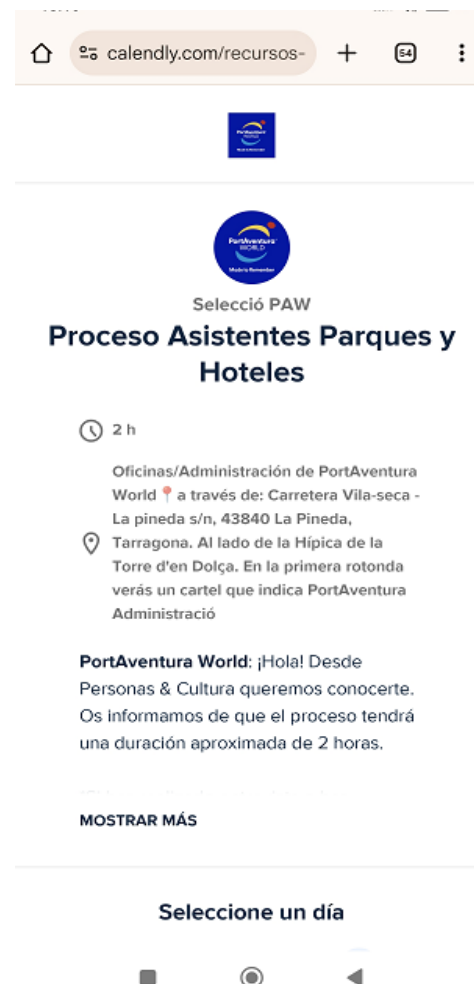 calendly.com/recursos-
54
PortAventura
WORLD
Selecció PAW
Proceso Asistentes Parques y
Hoteles
2 h
Oficinas/Administración de PortAventura
World📍a través de: Carretera Vila-seca -
La pineda s/n, 43840 La Pineda,
Tarragona. Al lado de la Hípica de la
Torre d'en Dolça. En la primera rotonda
verás un cartel que indica PortAventura
Administració
PortAventura World: ¡Hola! Desde
Personas & Cultura queremos conocerte.
Os informamos de que el proceso tendrá
una duración aproximada de 2 horas.
MOSTRAR MÁS
Seleccione un día